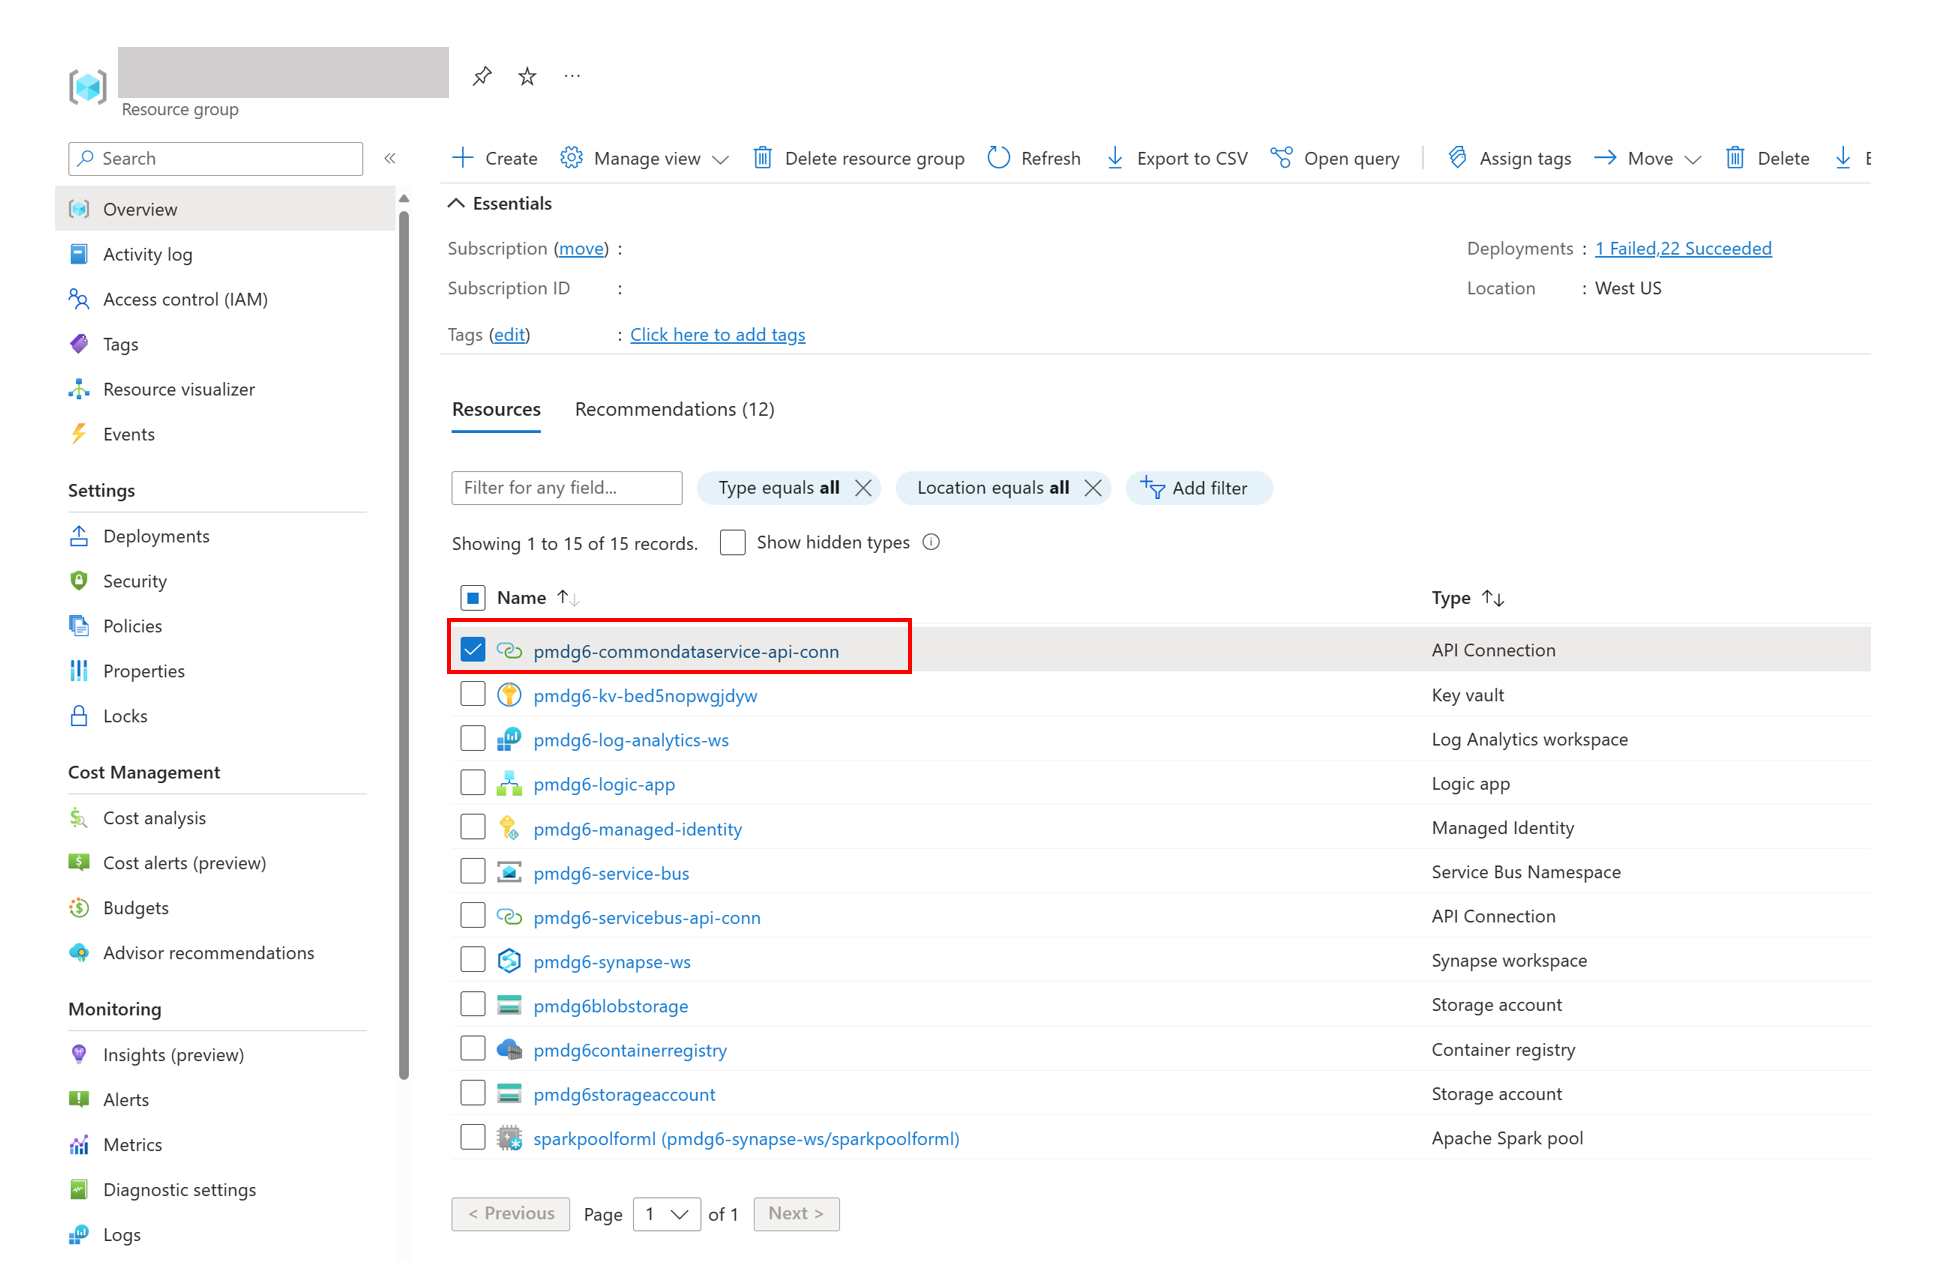 Resource group
Search
Create Manage view Delete resource group Refresh Export to CSV Open query Assign tags Move Delete
Overview
Activity log
Access control (IAM)
Tags
Resource visualizer
Events
Settings
Deployments
Security
Policies
Properties
Locks
Cost Management
Cost analysis
Cost alerts (preview)
Budgets
Advisor recommendations
Monitoring
Insights (preview)
Alerts
Metrics
Diagnostic settings
Logs
Essentials
Subscription (move) :
Deployments : 1 Failed,22 Succeeded
Subscription ID :
Location : West US
Tags (edit) : Click here to add tags
Resources Recommendations (12)
Filter for any field... Type equals all Location equals all Add filter
Showing 1 to 15 of 15 records. Show hidden types
Name Type
pmdg6-commondataservice-api-conn API Connection
pmdg6-kv-bed5nopwgjdyw Key vault
pmdg6-log-analytics-ws Log Analytics workspace
pmdg6-logic-app Logic app
pmdg6-managed-identity Managed Identity
pmdg6-service-bus Service Bus Namespace
pmdg6-servicebus-api-conn API Connection
pmdg6-synapse-ws Synapse workspace
pmdg6blobstorage Storage account
pmdg6containerregistry Container registry
pmdg6storageaccount Storage account
sparkpoolforml (pmdg6-synapse-ws/sparkpoolforml) Apache Spark pool
< Previous Page 1 of 1 Next >